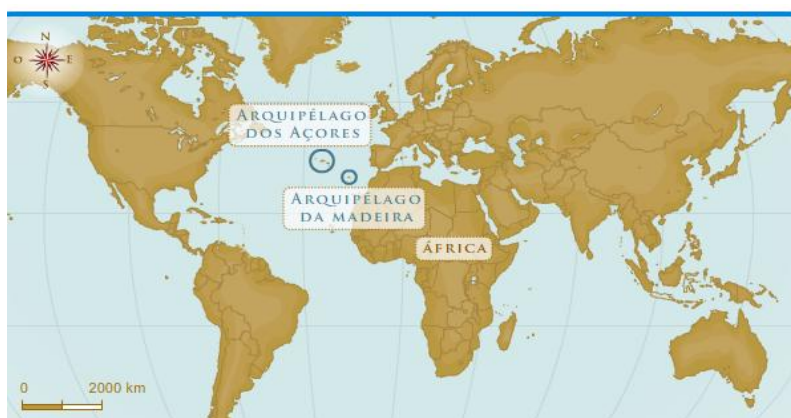 N
O E
S
Arquipélago
dos Açores
Arquipélago
da madeira
África
0 2000 km